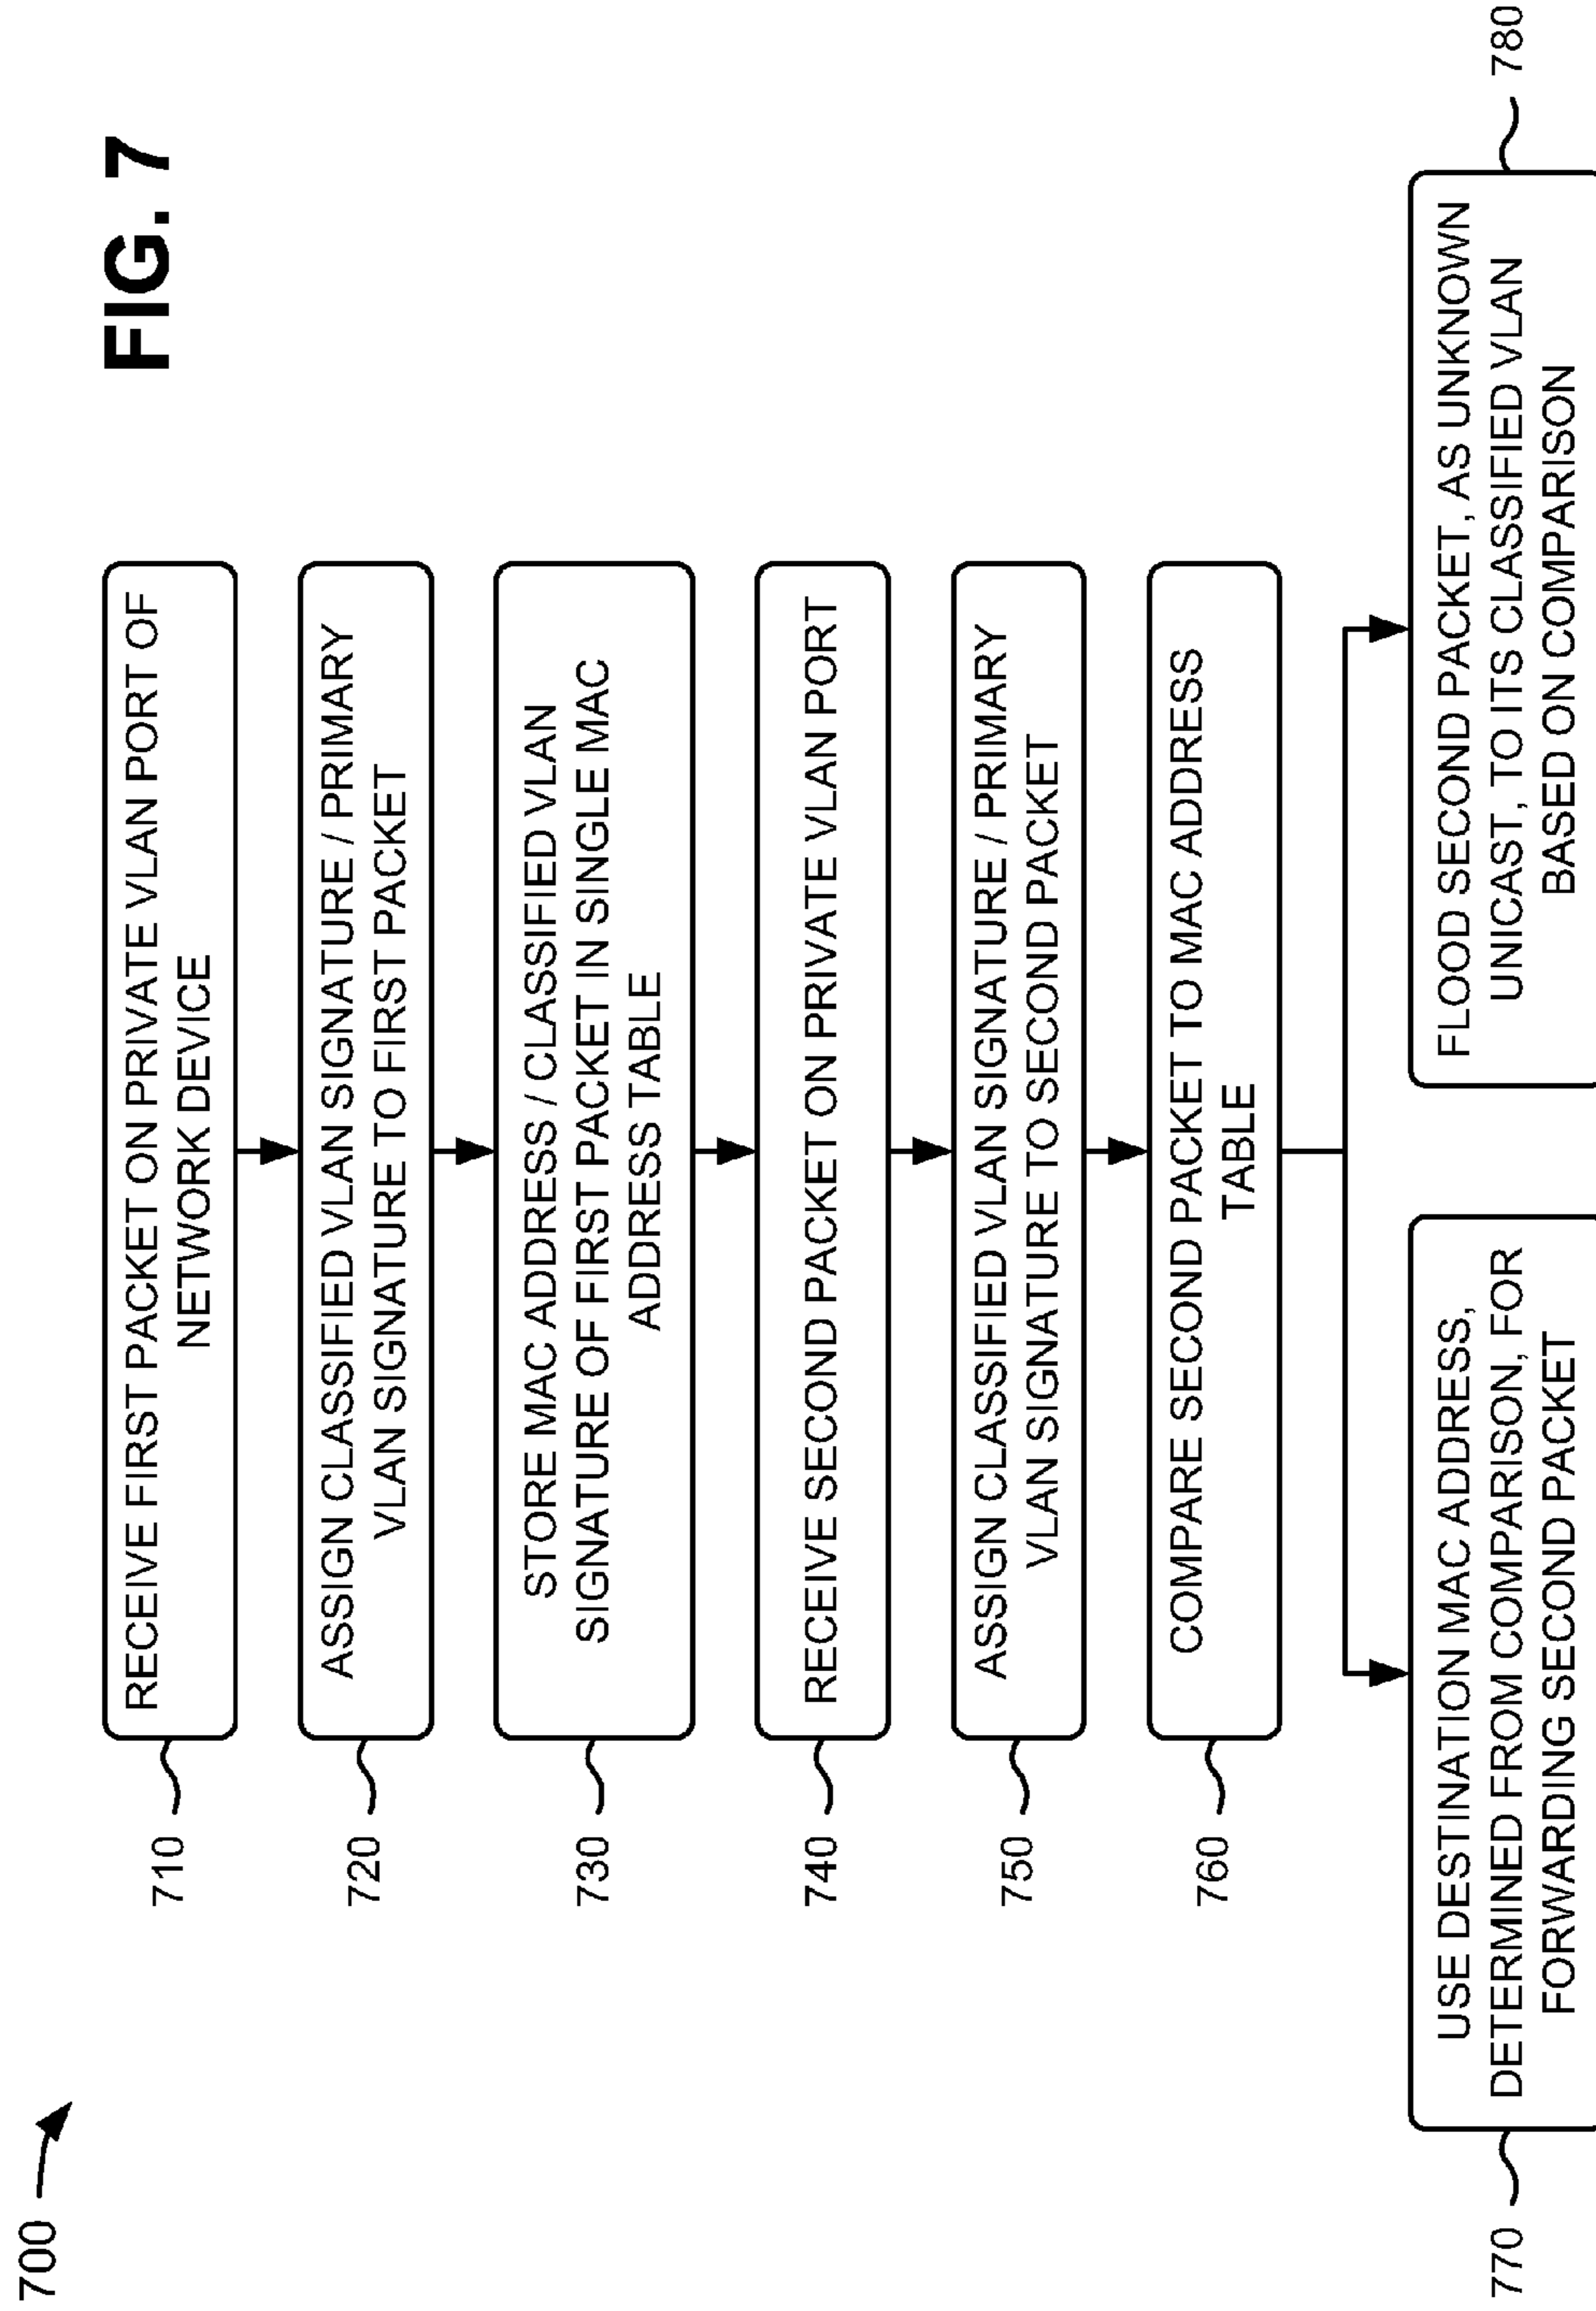 700
FIG. 7
710
RECEIVE FIRST PACKET ON PRIVATE VLAN PORT OF
NETWORK DEVICE
720
ASSIGN CLASSIFIED VLAN SIGNATURE / PRIMARY
VLAN SIGNATURE TO FIRST PACKET
730
STORE MAC ADDRESS / CLASSIFIED VLAN
SIGNATURE OF FIRST PACKET IN SINGLE MAC
ADDRESS TABLE
740
RECEIVE SECOND PACKET ON PRIVATE VLAN PORT
750
ASSIGN CLASSIFIED VLAN SIGNATURE / PRIMARY
VLAN SIGNATURE TO SECOND PACKET
760
COMPARE SECOND PACKET TO MAC ADDRESS
TABLE
770
USE DESTINATION MAC ADDRESS,
DETERMINED FROM COMPARISON, FOR
FORWARDING SECOND PACKET
FLOOD SECOND PACKET, AS UNKNOWN
UNICAST, TO ITS CLASSIFIED VLAN
BASED ON COMPARISON
780